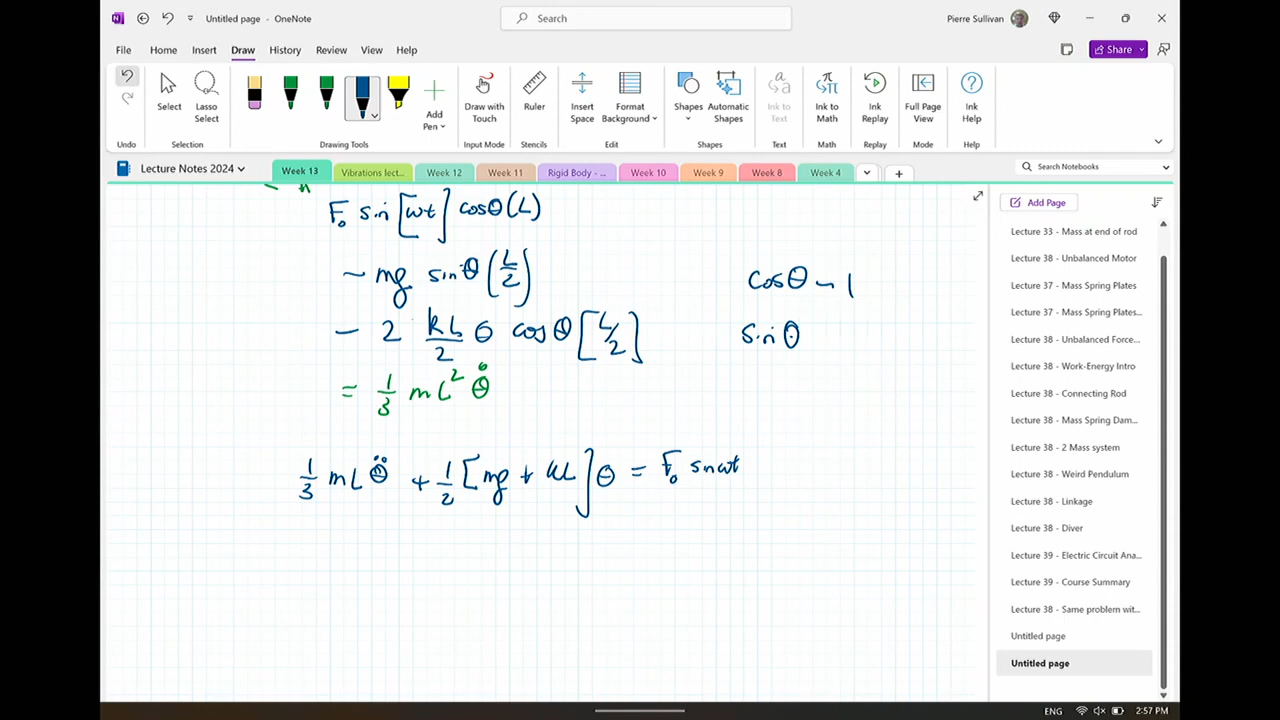 Untitled page - OneNote
Search
Pierre Sullivan
File Home Insert Draw History Review View Help
Share
Select
Lasso Select
Add Pen
Draw with Touch
Ruler
Insert Space
Format Background
Shapes
Automatic Shapes
Ink to Text
Ink to Math
Ink Replay
Full Page View
Ink Help
Undo Selection Drawing Tools Input Mode Stencils Edit Shapes Text Math Replay Mode Help
Lecture Notes 2024
Week 13
Vibrations lect...
Week 12
Week 11
Rigid Body - ...
Week 10
Week 9
Week 8
Week 4
Search Notebooks
F₀ sin [ωt] cosθ (L)
- mg sinθ (L/2)
- 2 kL/2 θ cosθ [L/2]
= 1/3 mL² θ̈
cosθ ~ 1
sinθ
1/3 mL θ̈ + 1/2 [mg + kL] θ = F₀ sinωt
Add Page
Lecture 33 - Mass at end of rod
Lecture 38 - Unbalanced Motor
Lecture 37 - Mass Spring Plates
Lecture 37 - Mass Spring Plates...
Lecture 38 - Unbalanced Force...
Lecture 38 - Work-Energy Intro
Lecture 38 - Connecting Rod
Lecture 38 - Mass Spring Dam...
Lecture 38 - 2 Mass system
Lecture 38 - Weird Pendulum
Lecture 38 - Linkage
Lecture 38 - Diver
Lecture 39 - Electric Circuit Ana...
Lecture 39 - Course Summary
Lecture 38 - Same problem wit...
Untitled page
Untitled page
ENG 2:57 PM